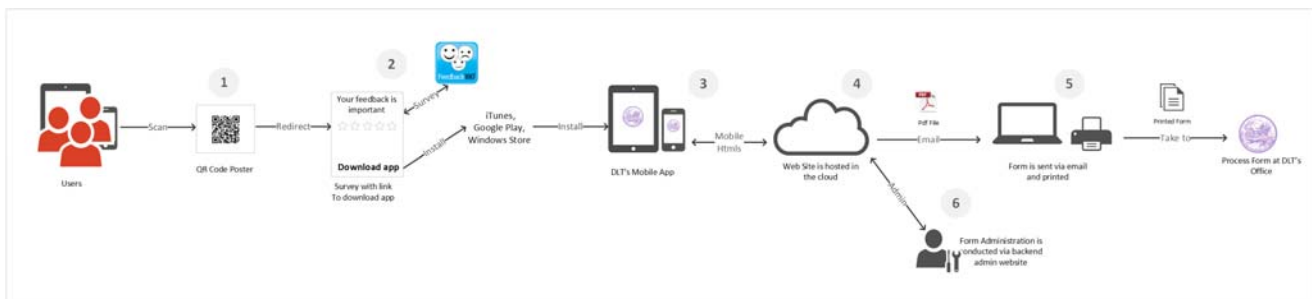 1
2
3
4
5
6
Users
Scan
QR Code Poster
Redirect
Your feedback is
important
Download app
Survey with link
To download app
Survey
Feedback
Install
iTunes,
Google Play,
Windows Store
Install
DLT's Mobile App
Mobile
Htmls
Web Site is hosted in
the cloud
PDF
Pdf File
Email
Form is sent via email
and printed
Printed Form
Take to
Process Form at DLT's
Office
Admin
Form Administration is
conducted via backend
admin website